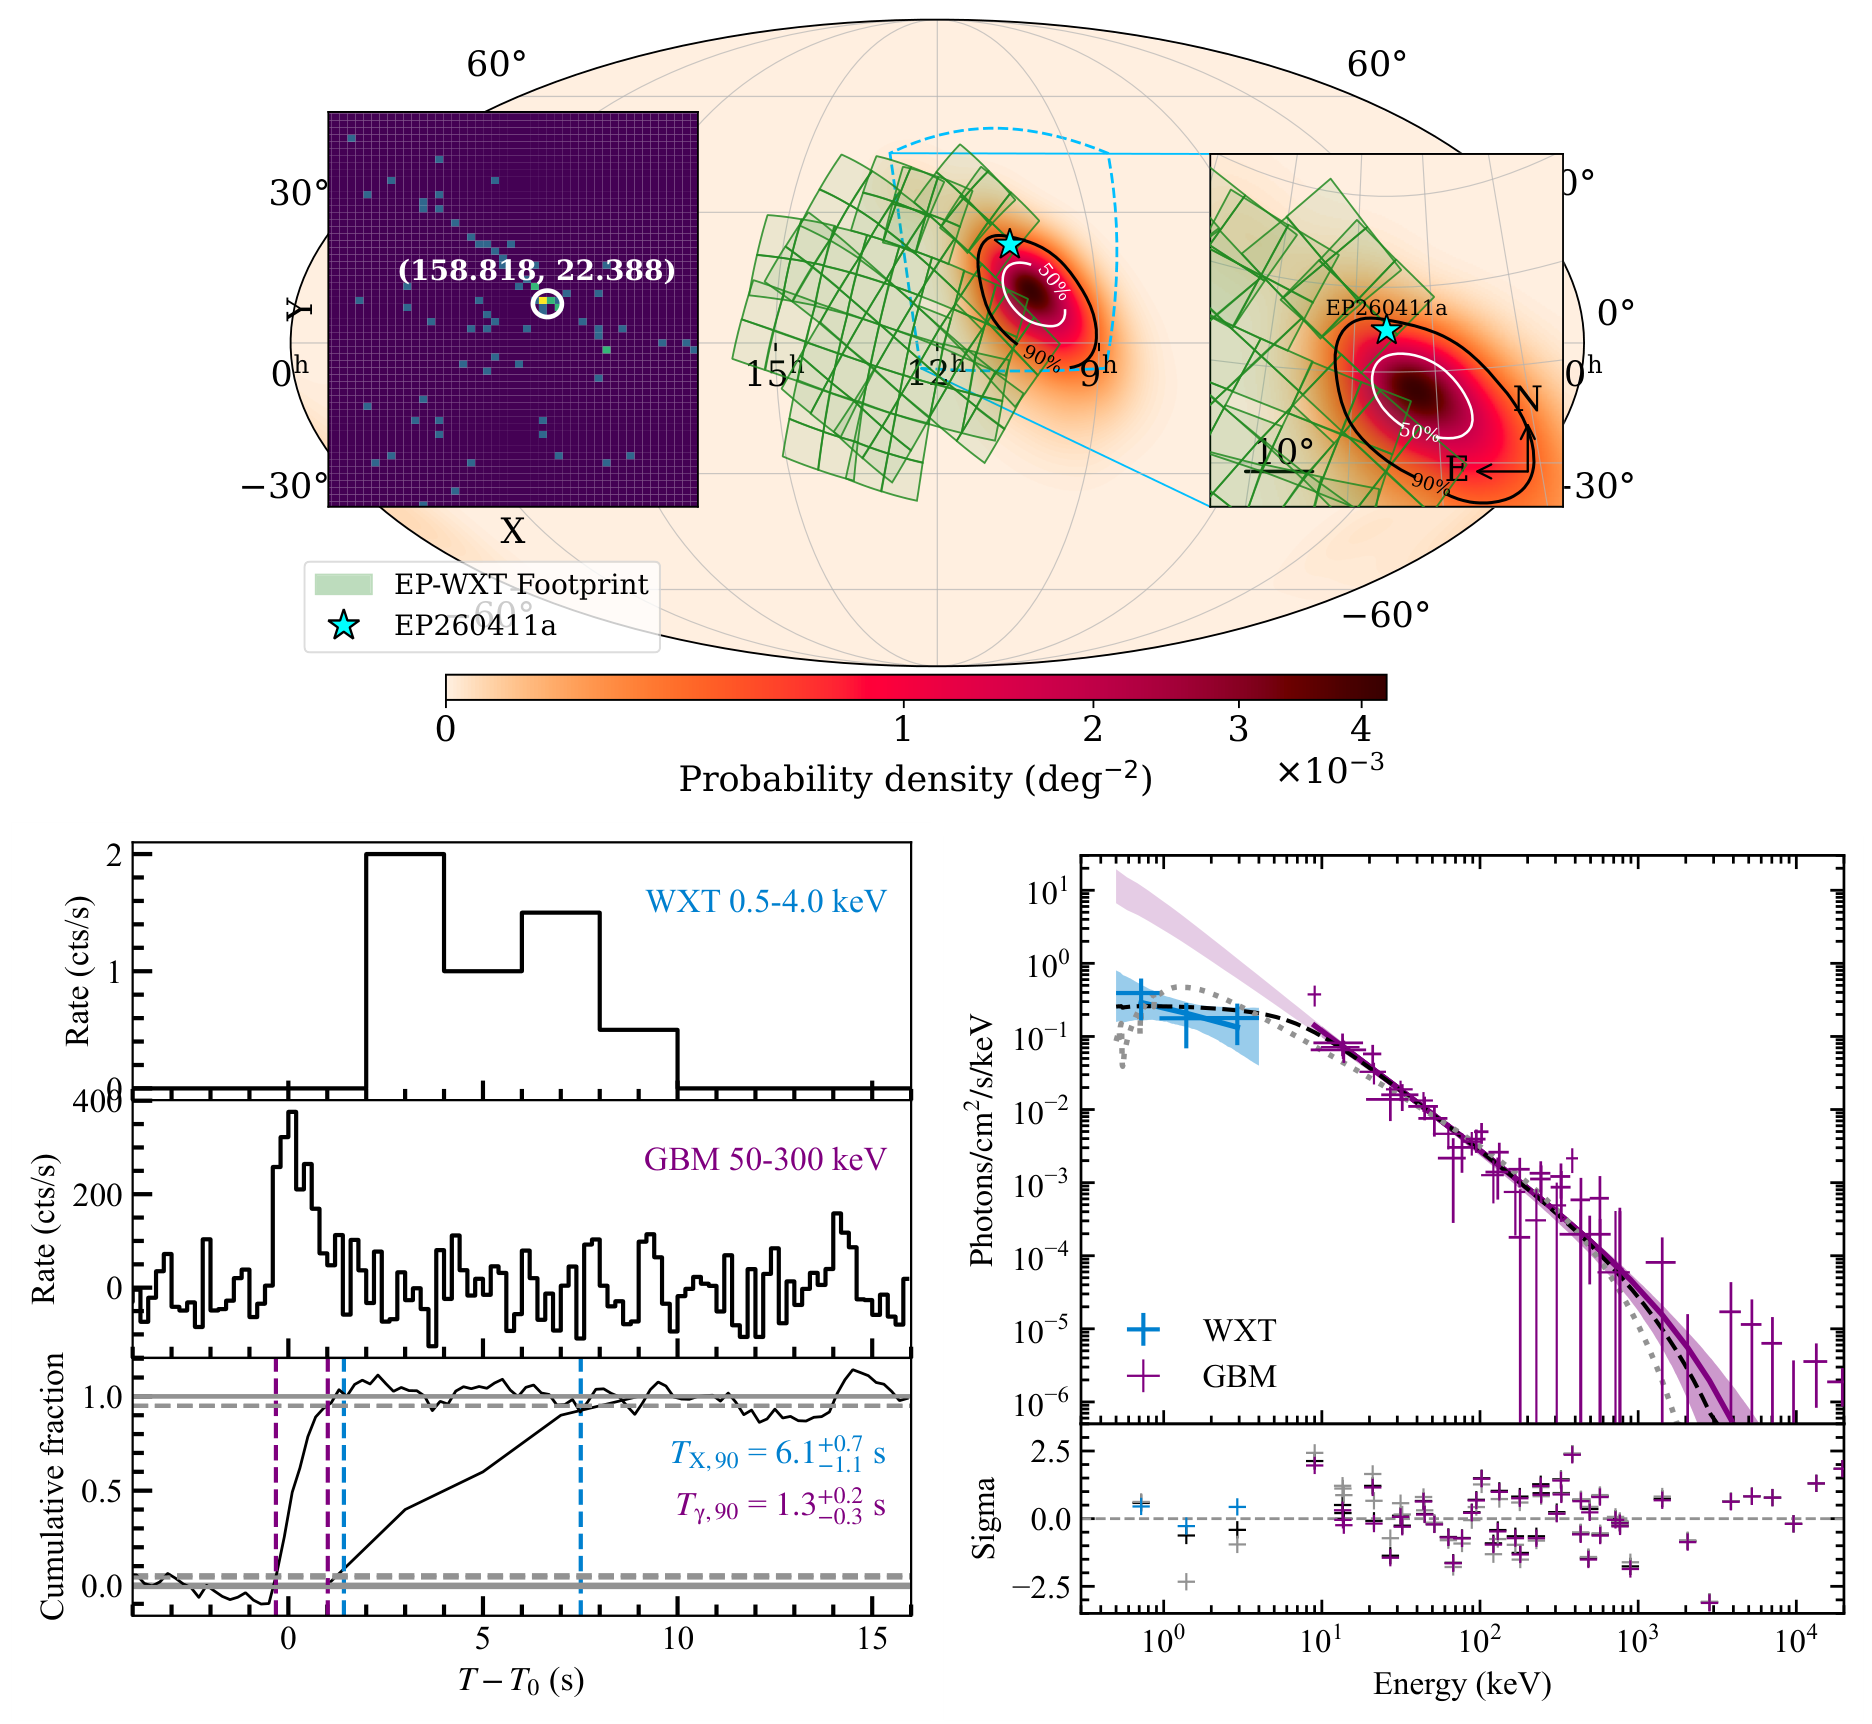 60° 60°
30° 0°
(158.818, 22.388)
Y
50%
90%
EP260411a
0°
0h 15h 12h 9h 0h
50%
N
10°
E
90%
−30° -30°
X
EP-WXT Footprint
−60° −60°
EP260411a
0 1 2 3 4
×10⁻³
Probability density (deg⁻²)
2
1
0
Rate (cts/s)
WXT 0.5-4.0 keV
400
200
0
Rate (cts/s)
GBM 50-300 keV
1.0
0.5
0.0
Cumulative fraction
T_X,90 = 6.1 +0.7 −1.1 s
T_γ,90 = 1.3 +0.2 −0.3 s
0 5 10 15
T − T₀ (s)
10¹
10⁰
10⁻¹
10⁻²
10⁻³
10⁻⁴
10⁻⁵
10⁻⁶
Photons/cm²/s/keV
WXT
GBM
2.5
0.0
−2.5
Sigma
10⁰ 10¹ 10² 10³ 10⁴
Energy (keV)